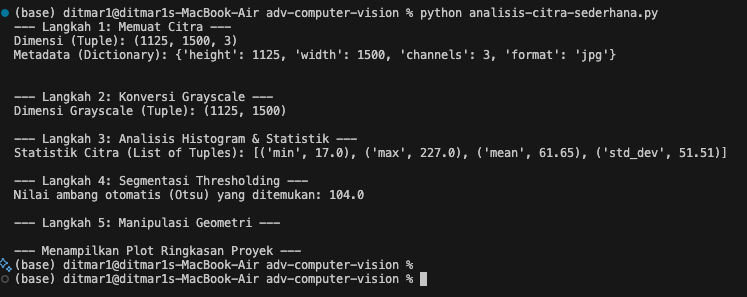 (base) ditmar1@ditmar1s-MacBook-Air adv-computer-vision % python analisis-citra-sederhana.py
--- Langkah 1: Memuat Citra ---
Dimensi (Tuple): (1125, 1500, 3)
Metadata (Dictionary): {'height': 1125, 'width': 1500, 'channels': 3, 'format': 'jpg'}
--- Langkah 2: Konversi Grayscale ---
Dimensi Grayscale (Tuple): (1125, 1500)
--- Langkah 3: Analisis Histogram & Statistik ---
Statistik Citra (List of Tuples): [('min', 17.0), ('max', 227.0), ('mean', 61.65), ('std_dev', 51.51)]
--- Langkah 4: Segmentasi Thresholding ---
Nilai ambang otomatis (Otsu) yang ditemukan: 104.0
--- Langkah 5: Manipulasi Geometri ---
--- Menampilkan Plot Ringkasan Proyek ---
(base) ditmar1@ditmar1s-MacBook-Air adv-computer-vision %
(base) ditmar1@ditmar1s-MacBook-Air adv-computer-vision %